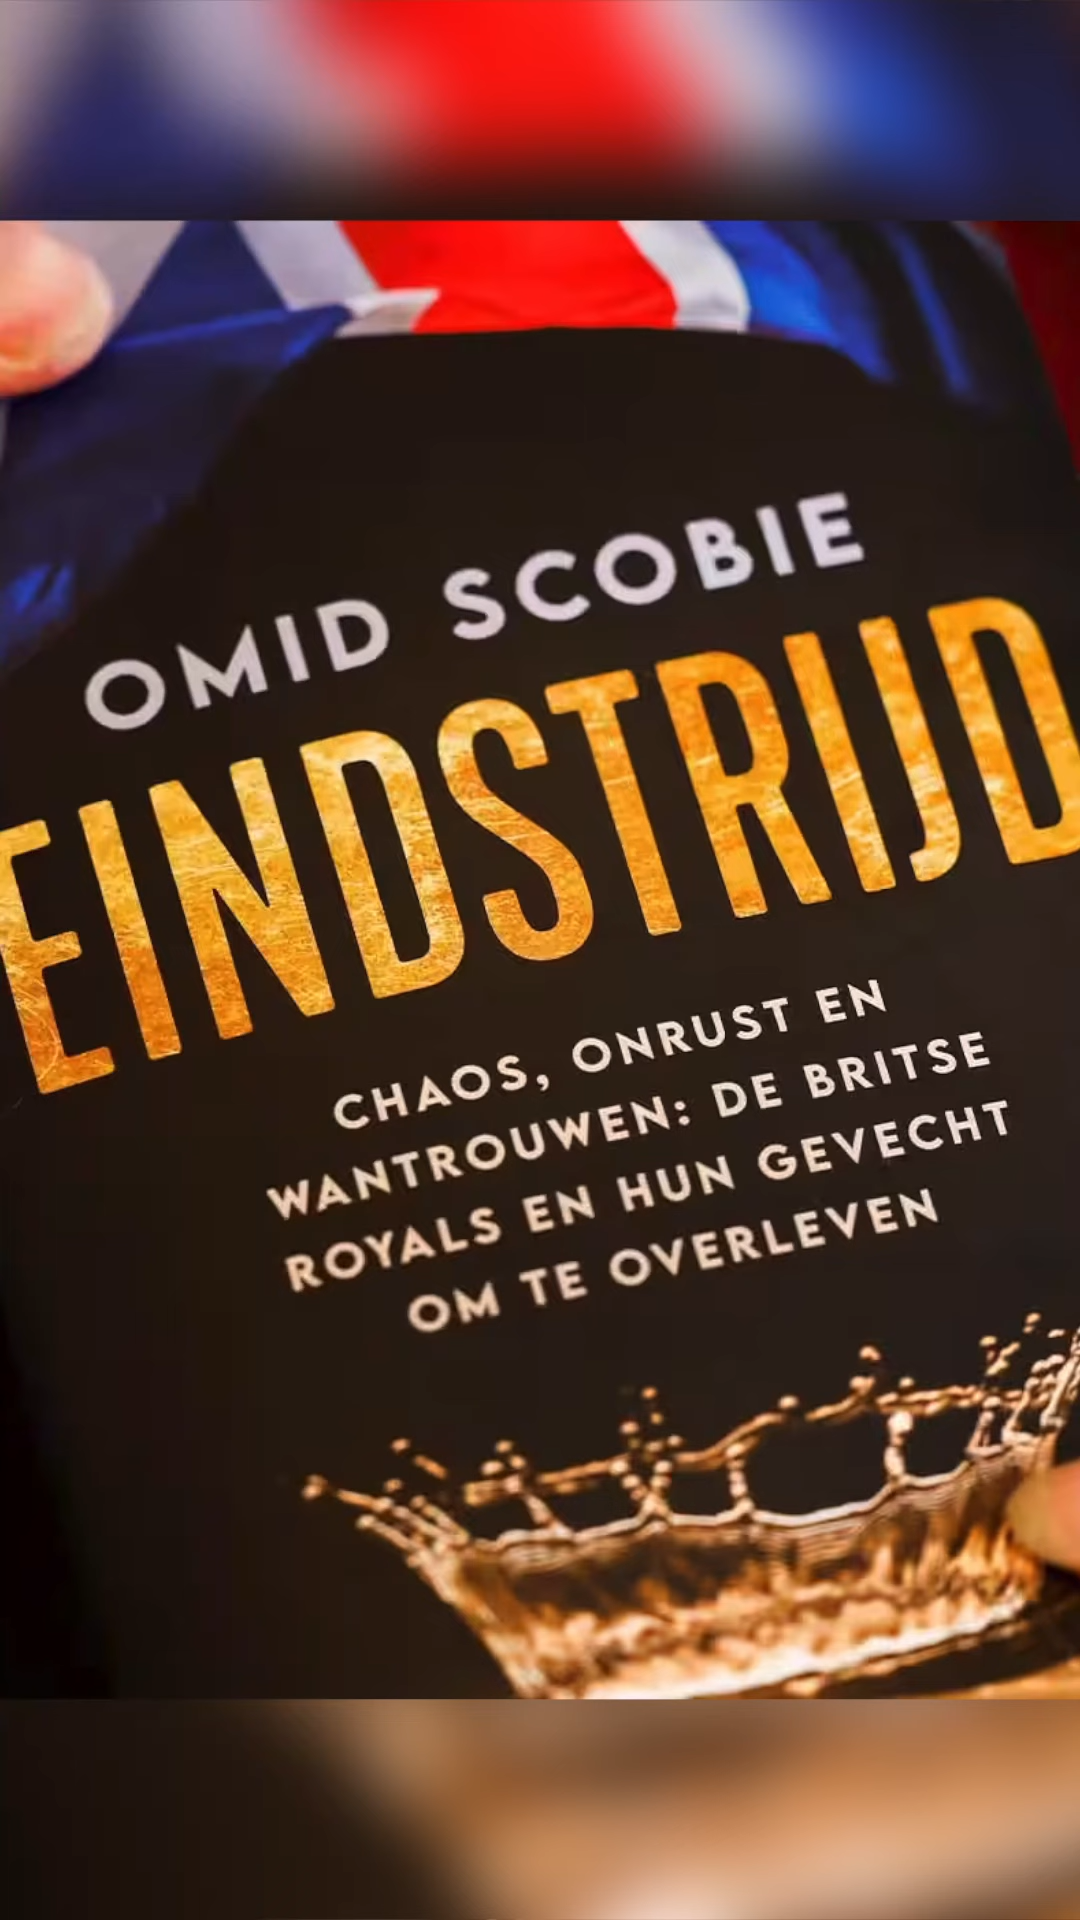 OMID SCOBIE
EINDSTRIJD
CHAOS, ONRUST EN
WANTROUWEN: DE BRITSE
ROYALS EN HUN GEVECHT
OM TE OVERLEVEN